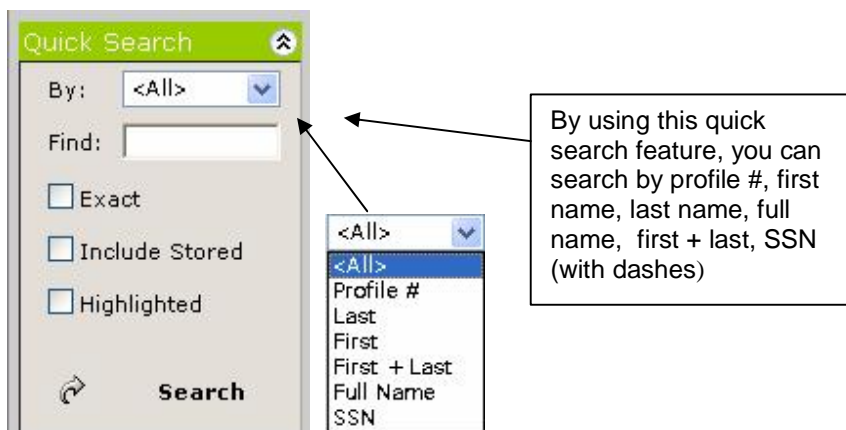 Quick Search
By: <All>
Find:
Exact
Include Stored
Highlighted
Search
<All>
<All>
Profile #
Last
First
First + Last
Full Name
SSN
By using this quick
search feature, you can
search by profile #, first
name, last name, full
name, first + last, SSN
(with dashes)